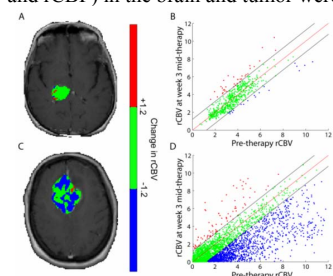 and rCBF) in the brain and tumor were
A
B
+1.2
Change in rCBV
-1.2
rCBV at week 3 mid-therapy
12
10
8
6
4
2
0
0 2 4 6 8 10 12
Pre-therapy rCBV
C
D
rCBV at week 3 mid-therapy
12
10
8
6
4
2
0
0 2 4 6 8 10 12
Pre-therapy rCBV